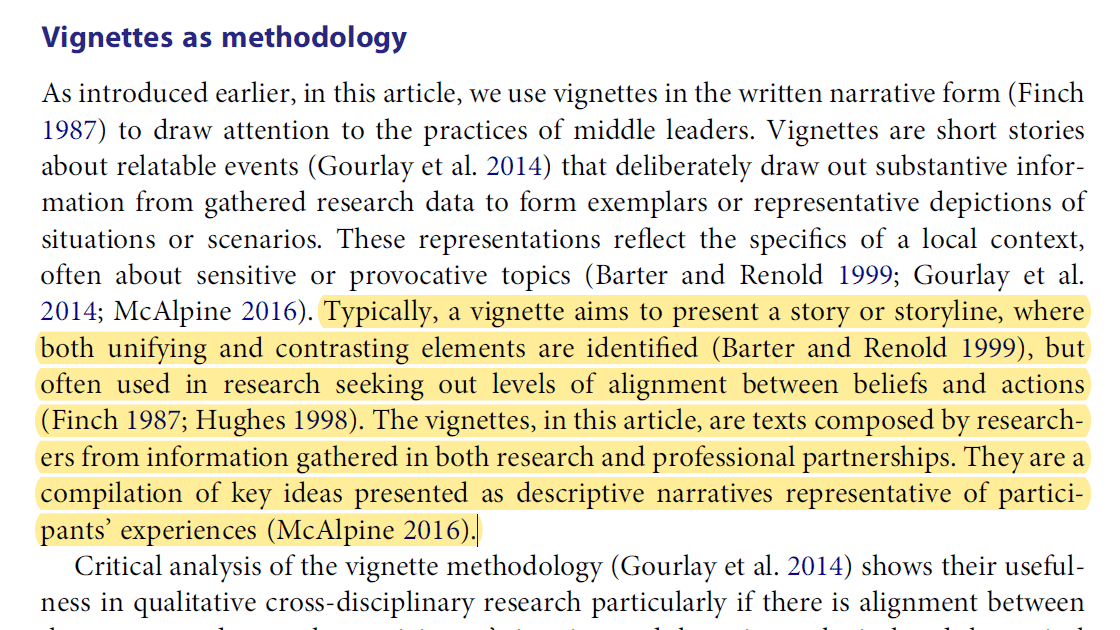 Vignettes as methodology
As introduced earlier, in this article, we use vignettes in the written narrative form (Finch
1987) to draw attention to the practices of middle leaders. Vignettes are short stories
about relatable events (Gourlay et al. 2014) that deliberately draw out substantive infor-
mation from gathered research data to form exemplars or representative depictions of
situations or scenarios. These representations reflect the specifics of a local context,
often about sensitive or provocative topics (Barter and Renold 1999; Gourlay et al.
2014; McAlpine 2016). Typically, a vignette aims to present a story or storyline, where
both unifying and contrasting elements are identified (Barter and Renold 1999), but
often used in research seeking out levels of alignment between beliefs and actions
(Finch 1987; Hughes 1998). The vignettes, in this article, are texts composed by research-
ers from information gathered in both research and professional partnerships. They are a
compilation of key ideas presented as descriptive narratives representative of partici-
pants’ experiences (McAlpine 2016).
Critical analysis of the vignette methodology (Gourlay et al. 2014) shows their useful-
ness in qualitative cross-disciplinary research particularly if there is alignment between